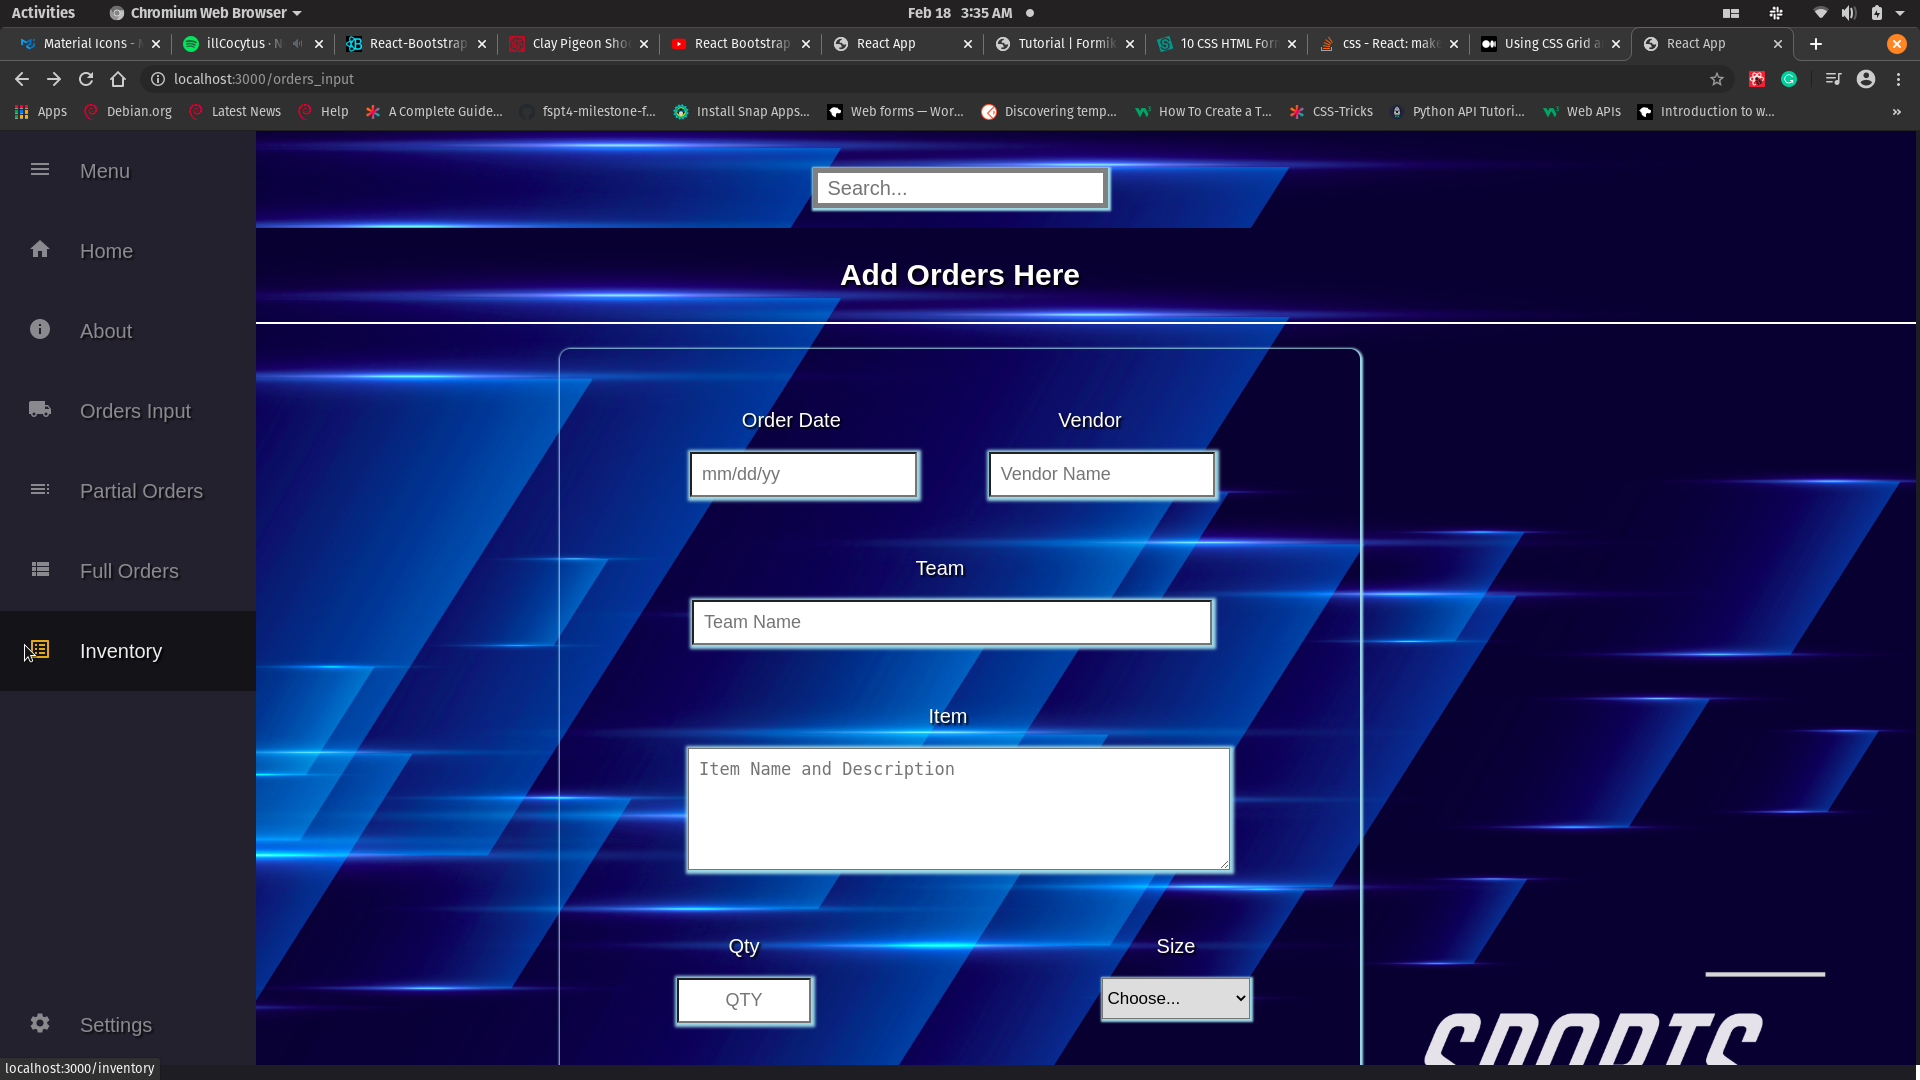 Activities Chromium Web Browser Feb 18 3:35 AM
Material Icons - illCocytus · N React-Bootstrap Clay Pigeon Sho React Bootstrap React App Tutorial | Formik 10 CSS HTML For css - React: make Using CSS Grid a React App
localhost:3000/orders_input
Apps Debian.org Latest News Help A Complete Guide... fspt4-milestone-f... Install Snap Apps... Web forms — Wor... Discovering temp... How To Create a T... CSS-Tricks Python API Tutori... Web APIs Introduction to w... »
Menu
Search...
Home
Add Orders Here
About
Orders Input
Order Date Vendor
mm/dd/yy Vendor Name
Partial Orders
Full Orders
Team
Team Name
Inventory
Item
Item Name and Description
Qty Size
QTY Choose...
Settings
SPORTS
localhost:3000/inventory